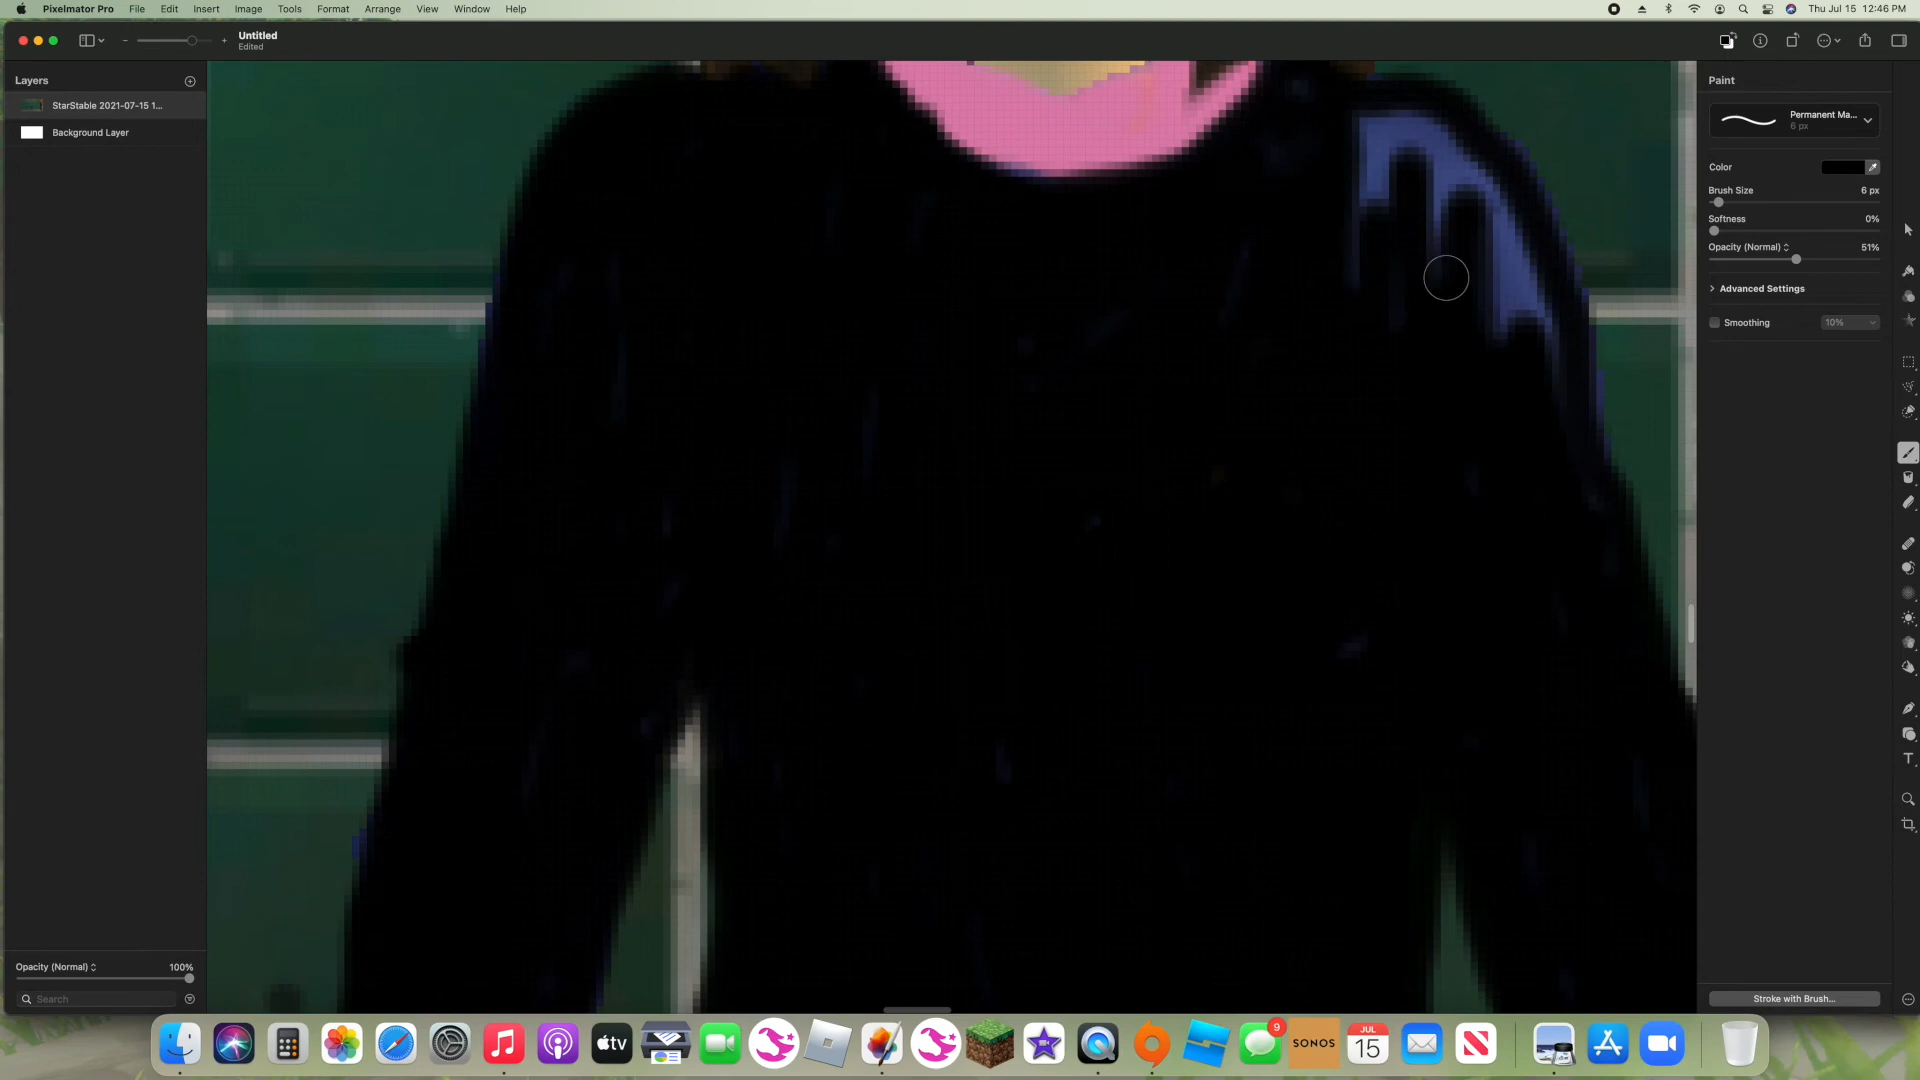 Pixelmator Pro File Edit Insert Image Tools Format Arrange View Window Help Thu Jul 15 12:46 PM
Untitled
Edited
Layers
StarStable 2021-07-15 1...
Background Layer
Opacity (Normal) 100%
Search
Paint
Permanent Ma...
6 px
Color
Brush Size 6 px
Softness 0%
Opacity (Normal) 51%
Advanced Settings
Smoothing 10%
Stroke with Brush...
T
tv
9
SONOS
JUL
15